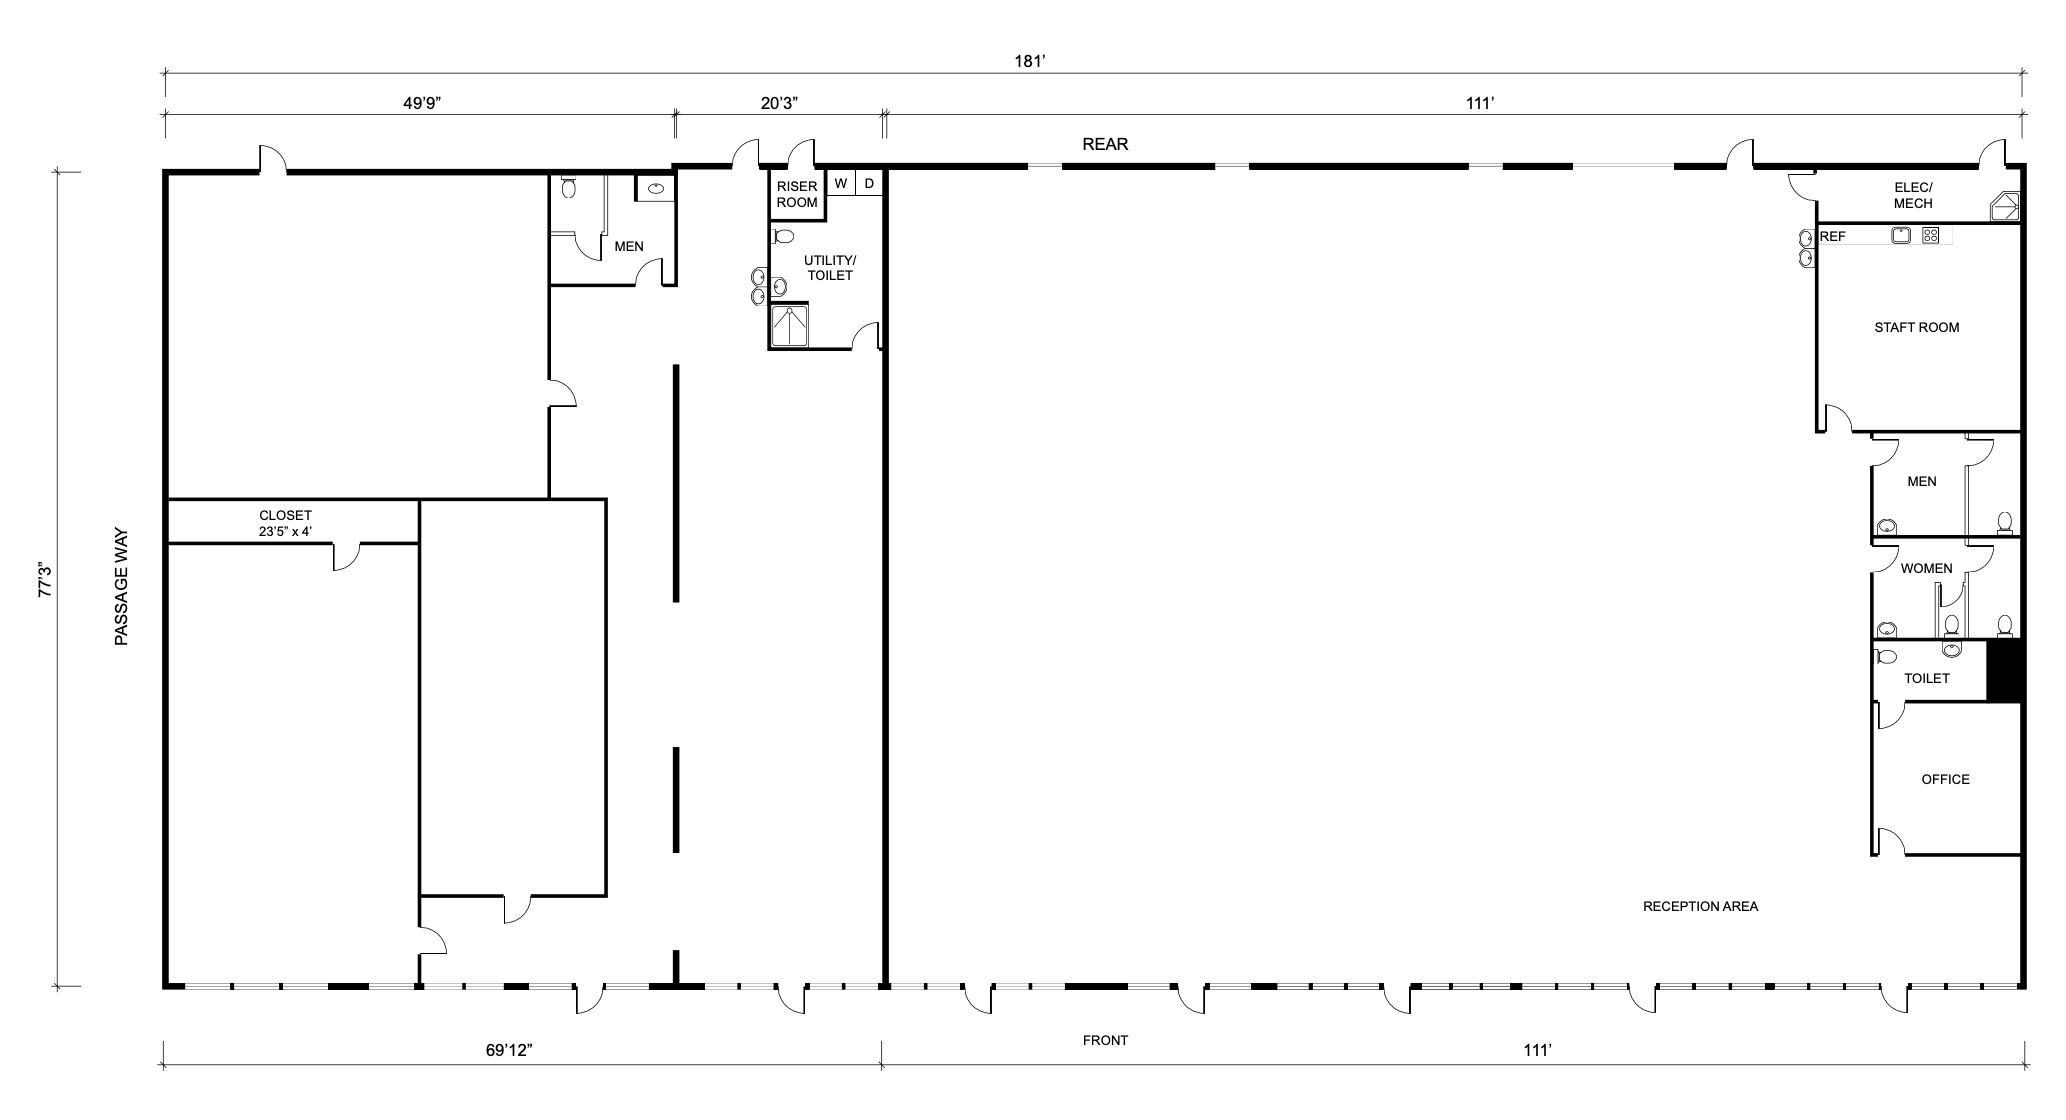 181’
49’9”
20’3”
111’
REAR
RISER
ROOM
W
D
ELEC/
MECH
MEN
REF
UTILITY/
TOILET
STAFT ROOM
MEN
CLOSET
23’5” x 4’
WOMEN
PASSAGE WAY
77’3”
TOILET
OFFICE
RECEPTION AREA
FRONT
69’12”
111’